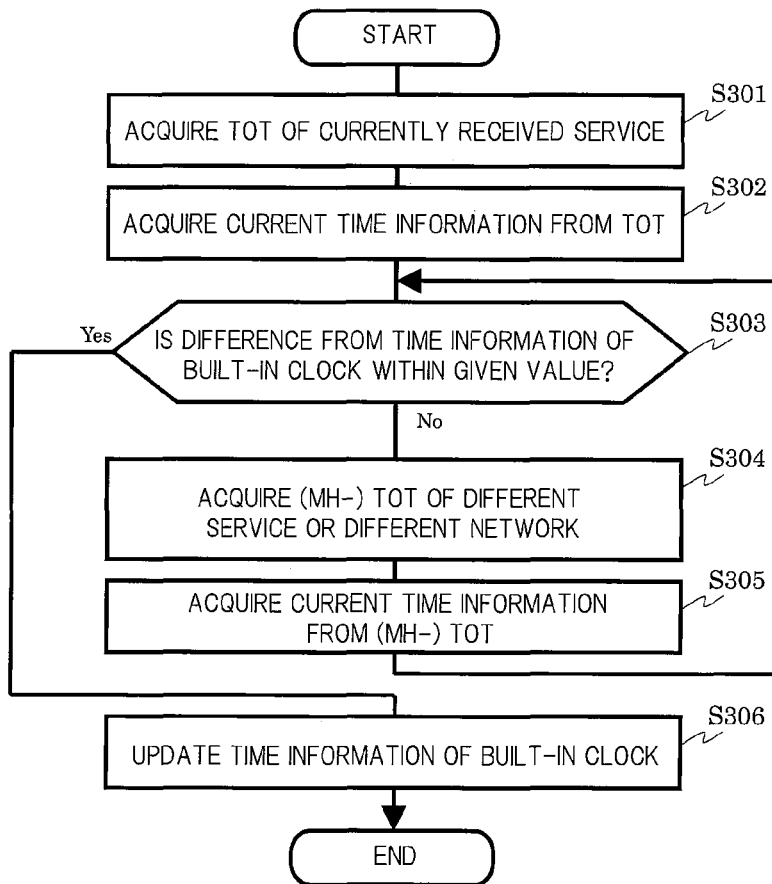 START
S301
ACQUIRE TOT OF CURRENTLY RECEIVED SERVICE
S302
ACQUIRE CURRENT TIME INFORMATION FROM TOT
S303
Yes
IS DIFFERENCE FROM TIME INFORMATION OF
BUILT-IN CLOCK WITHIN GIVEN VALUE?
No
S304
ACQUIRE (MH-) TOT OF DIFFERENT
SERVICE OR DIFFERENT NETWORK
S305
ACQUIRE CURRENT TIME INFORMATION
FROM (MH-) TOT
S306
UPDATE TIME INFORMATION OF BUILT-IN CLOCK
END